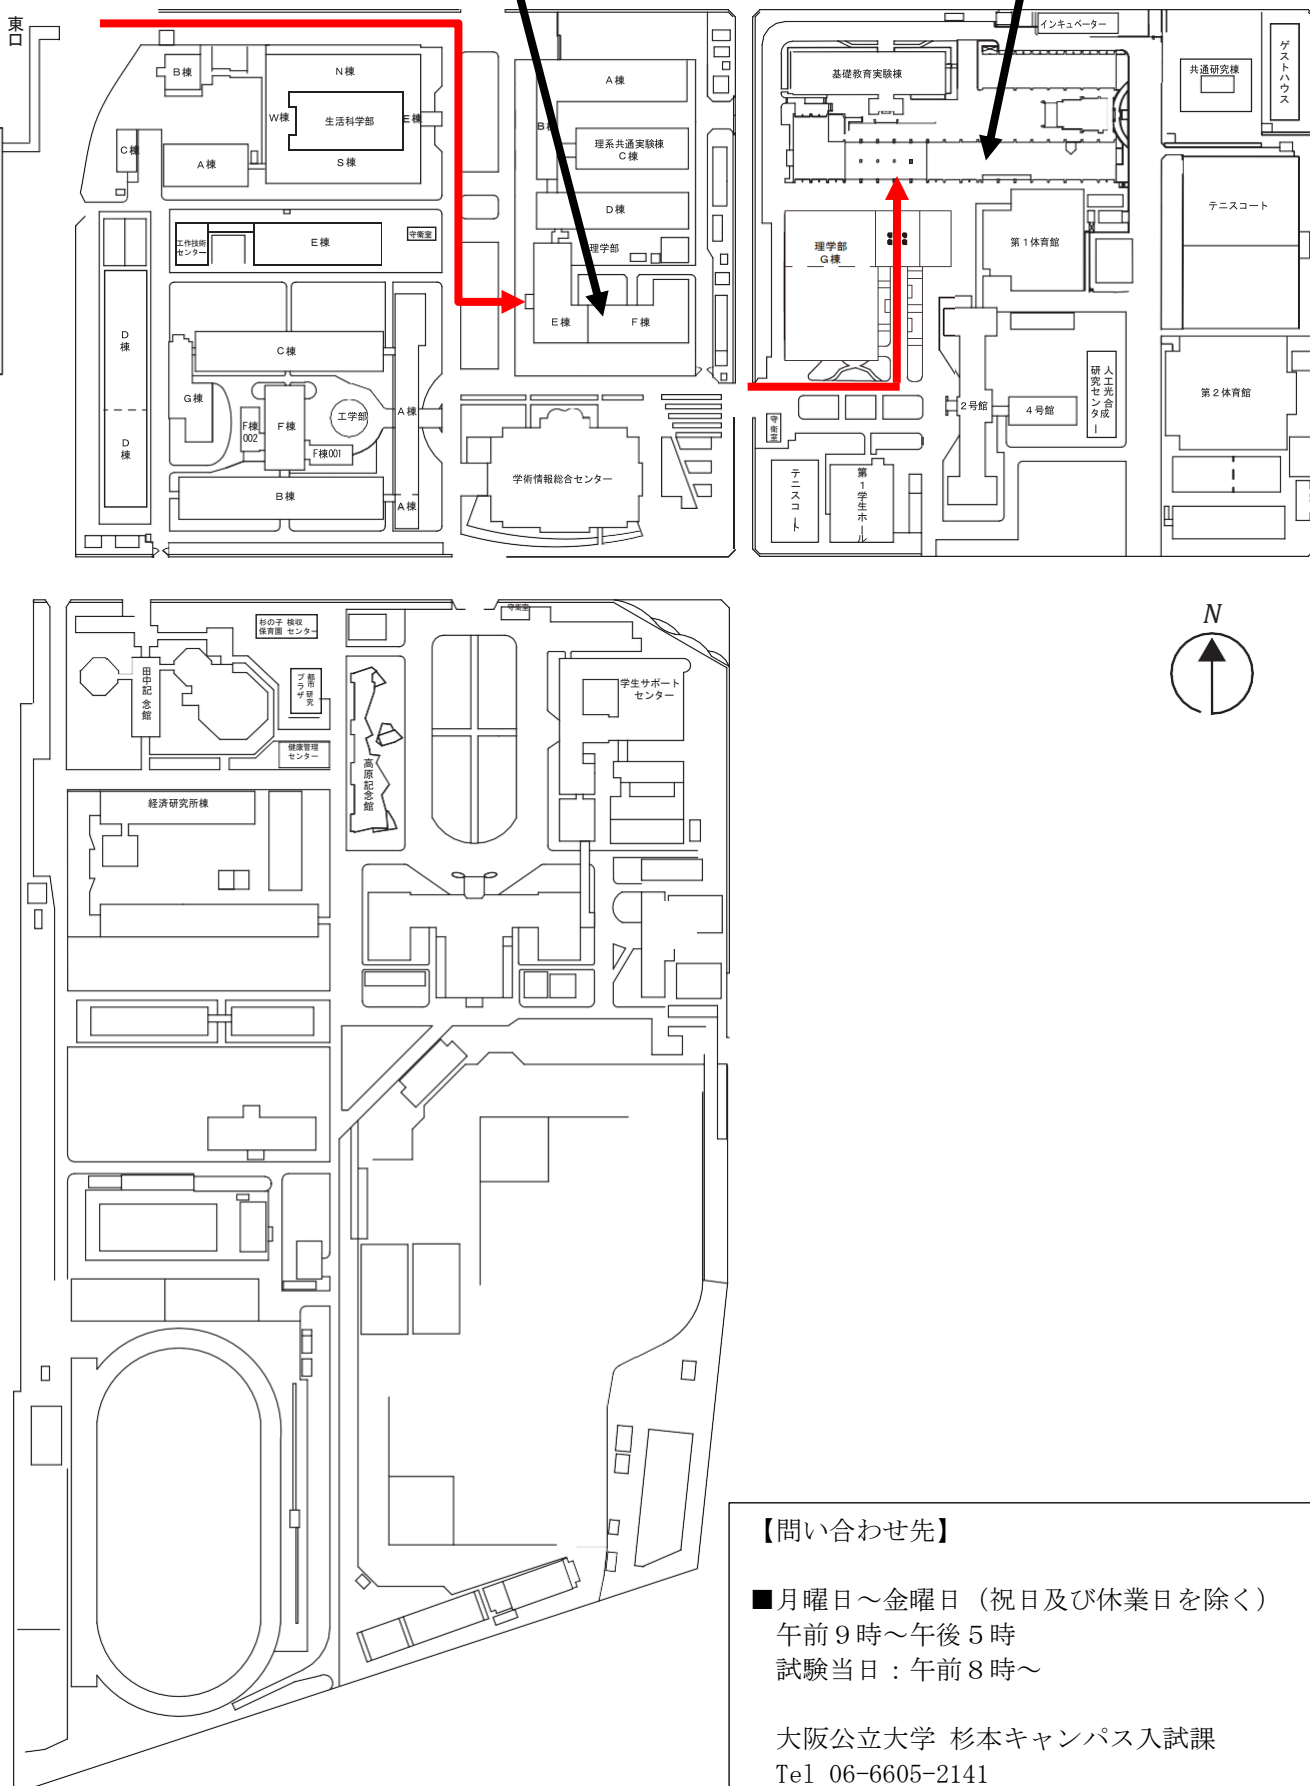 東口
インキュベーター
ゲストハウス
共通研究棟
基礎教育実験棟
B棟
N棟
W棟
生活科学部
E棟
S棟
C棟
A棟
A棟
B棟
理系共通実験棟
C棟
D棟
理学部
E棟
F棟
工作技術
センター
E棟
守衛室
理学部
G棟
第１体育館
テニスコート
D棟
D棟
C棟
G棟
F棟
002
F棟
F棟001
工学部
A棟
B棟
A棟
学術情報総合センター
守衛室
テニスコート
第１学生ホール
2号館
４号館
人工光合成
研究センター
第２体育館
守衛室
杉の子 検収
保育園 センター
田中記念館
都市研究
プラザ
健康管理
センター
高原記念館
学生サポート
センター
経済研究所棟
N
【問い合わせ先】
■月曜日～金曜日（祝日及び休業日を除く）
午前９時～午後５時
試験当日：午前８時～
大阪公立大学 杉本キャンパス入試課
Tel 06-6605-2141